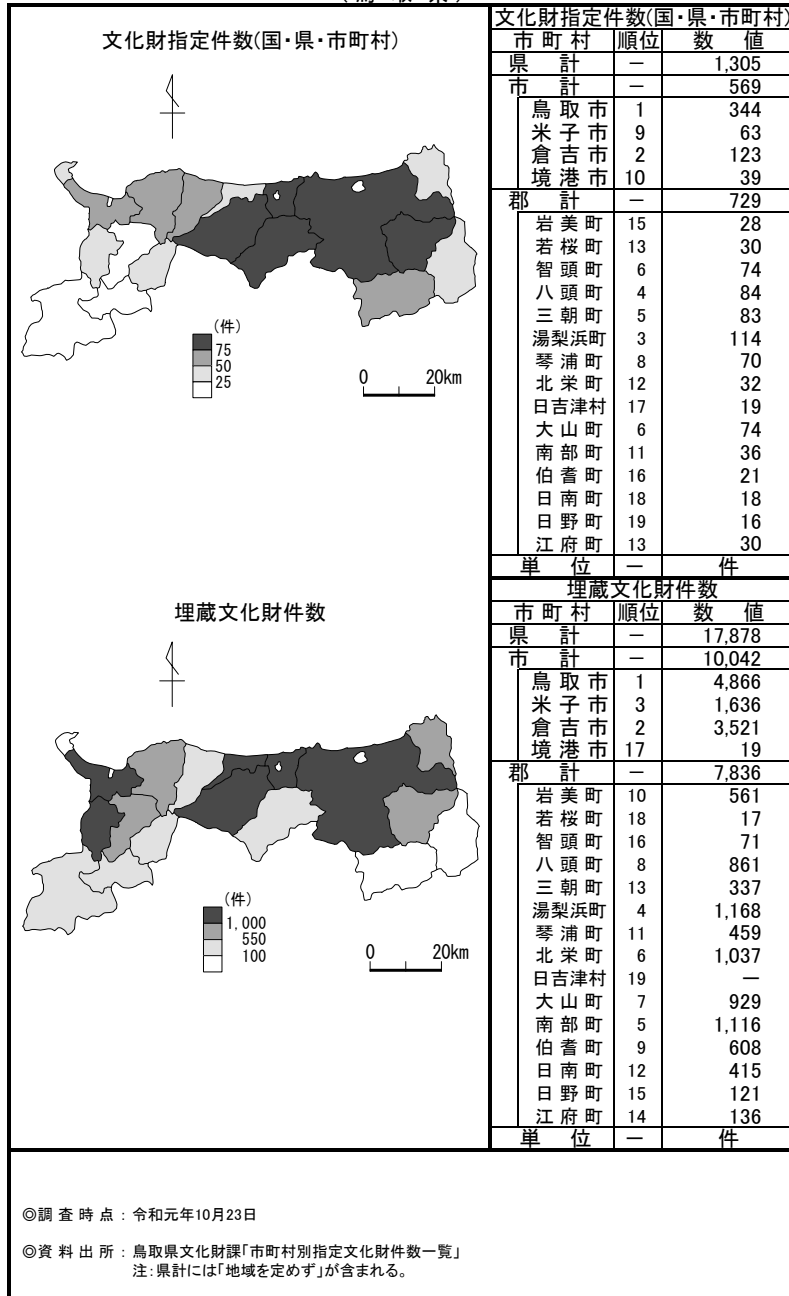 文化財指定件数(国・県・市町村)
(件)
75
50
25
0 20km
文化財指定件数(国・県・市町村)
市町村 順位 数値
県計 － 1,305
市計 － 569
鳥取市 1 344
米子市 9 63
倉吉市 2 123
境港市 10 39
郡計 － 729
岩美町 15 28
若桜町 13 30
智頭町 6 74
八頭町 4 84
三朝町 5 83
湯梨浜町 3 114
琴浦町 8 70
北栄町 12 32
日吉津村 17 19
大山町 6 74
南部町 11 36
伯耆町 16 21
日南町 18 18
日野町 19 16
江府町 13 30
単位 － 件
埋蔵文化財件数
(件)
1,000
550
100
0 20km
埋蔵文化財件数
市町村 順位 数値
県計 － 17,878
市計 － 10,042
鳥取市 1 4,866
米子市 3 1,636
倉吉市 2 3,521
境港市 17 19
郡計 － 7,836
岩美町 10 561
若桜町 18 17
智頭町 16 71
八頭町 8 861
三朝町 13 337
湯梨浜町 4 1,168
琴浦町 11 459
北栄町 6 1,037
日吉津村 19 －
大山町 7 929
南部町 5 1,116
伯耆町 9 608
日南町 12 415
日野町 15 121
江府町 14 136
単位 － 件
◎調査時点：令和元年10月23日
◎資料出所：鳥取県文化財課「市町村別指定文化財件数一覧」
注：県計には「地域を定めず」が含まれる。